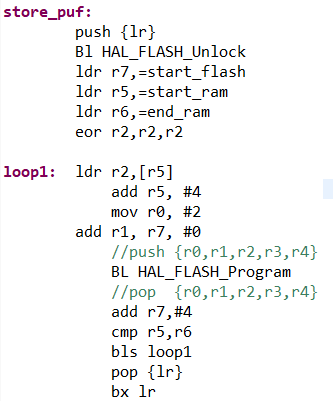 store_puf:
push {lr}
Bl HAL_FLASH_Unlock
ldr r7,=start_flash
ldr r5,=start_ram
ldr r6,=end_ram
eor r2,r2,r2
loop1: ldr r2,[r5]
add r5, #4
mov r0, #2
add r1, r7, #0
//push {r0,r1,r2,r3,r4}
BL HAL_FLASH_Program
//pop {r0,r1,r2,r3,r4}
add r7,#4
cmp r5,r6
bls loop1
pop {lr}
bx lr